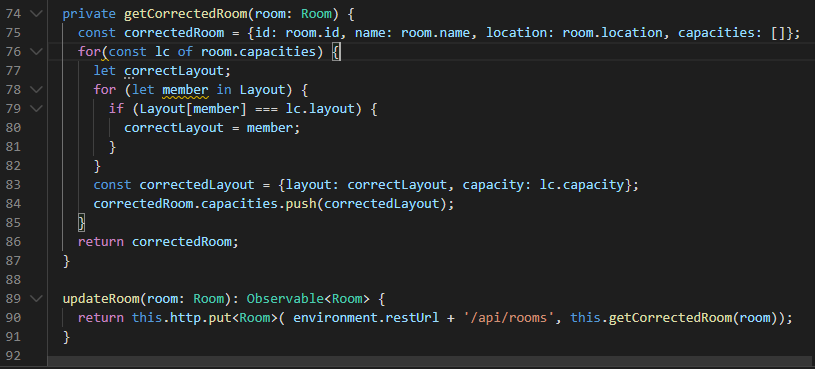 74 private getCorrectedRoom(room: Room) {
75 const correctedRoom = {id: room.id, name: room.name, location: room.location, capacities: []};
76 for(const lc of room.capacities) {
77 let correctLayout;
78 for (let member in Layout) {
79 if (Layout[member] === lc.layout) {
80 correctLayout = member;
81 }
82 }
83 const correctedLayout = {layout: correctLayout, capacity: lc.capacity};
84 correctedRoom.capacities.push(correctedLayout);
85 }
86 return correctedRoom;
87 }
88
89 updateRoom(room: Room): Observable<Room> {
90 return this.http.put<Room>( environment.restUrl + '/api/rooms', this.getCorrectedRoom(room));
91 }
92